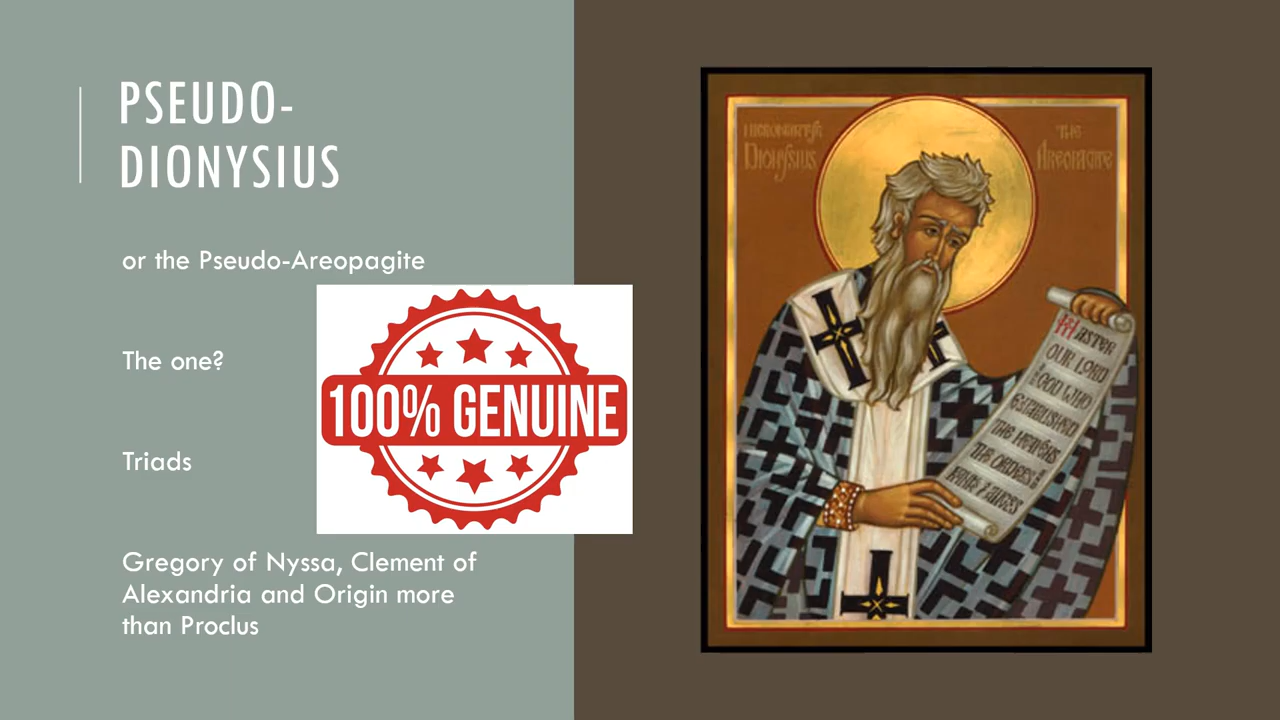 PSEUDO-
DIONYSIUS
or the Pseudo-Areopagite
The one?
Triads
Gregory of Nyssa, Clement of
Alexandria and Origin more
than Proclus
100% GENUINE
DIONYSIUS
THE
AREOPAGITE
MASTER
OUR LORD
GOD WHO
ESTABLISHED
THE HEAVENS
THE ORDERS